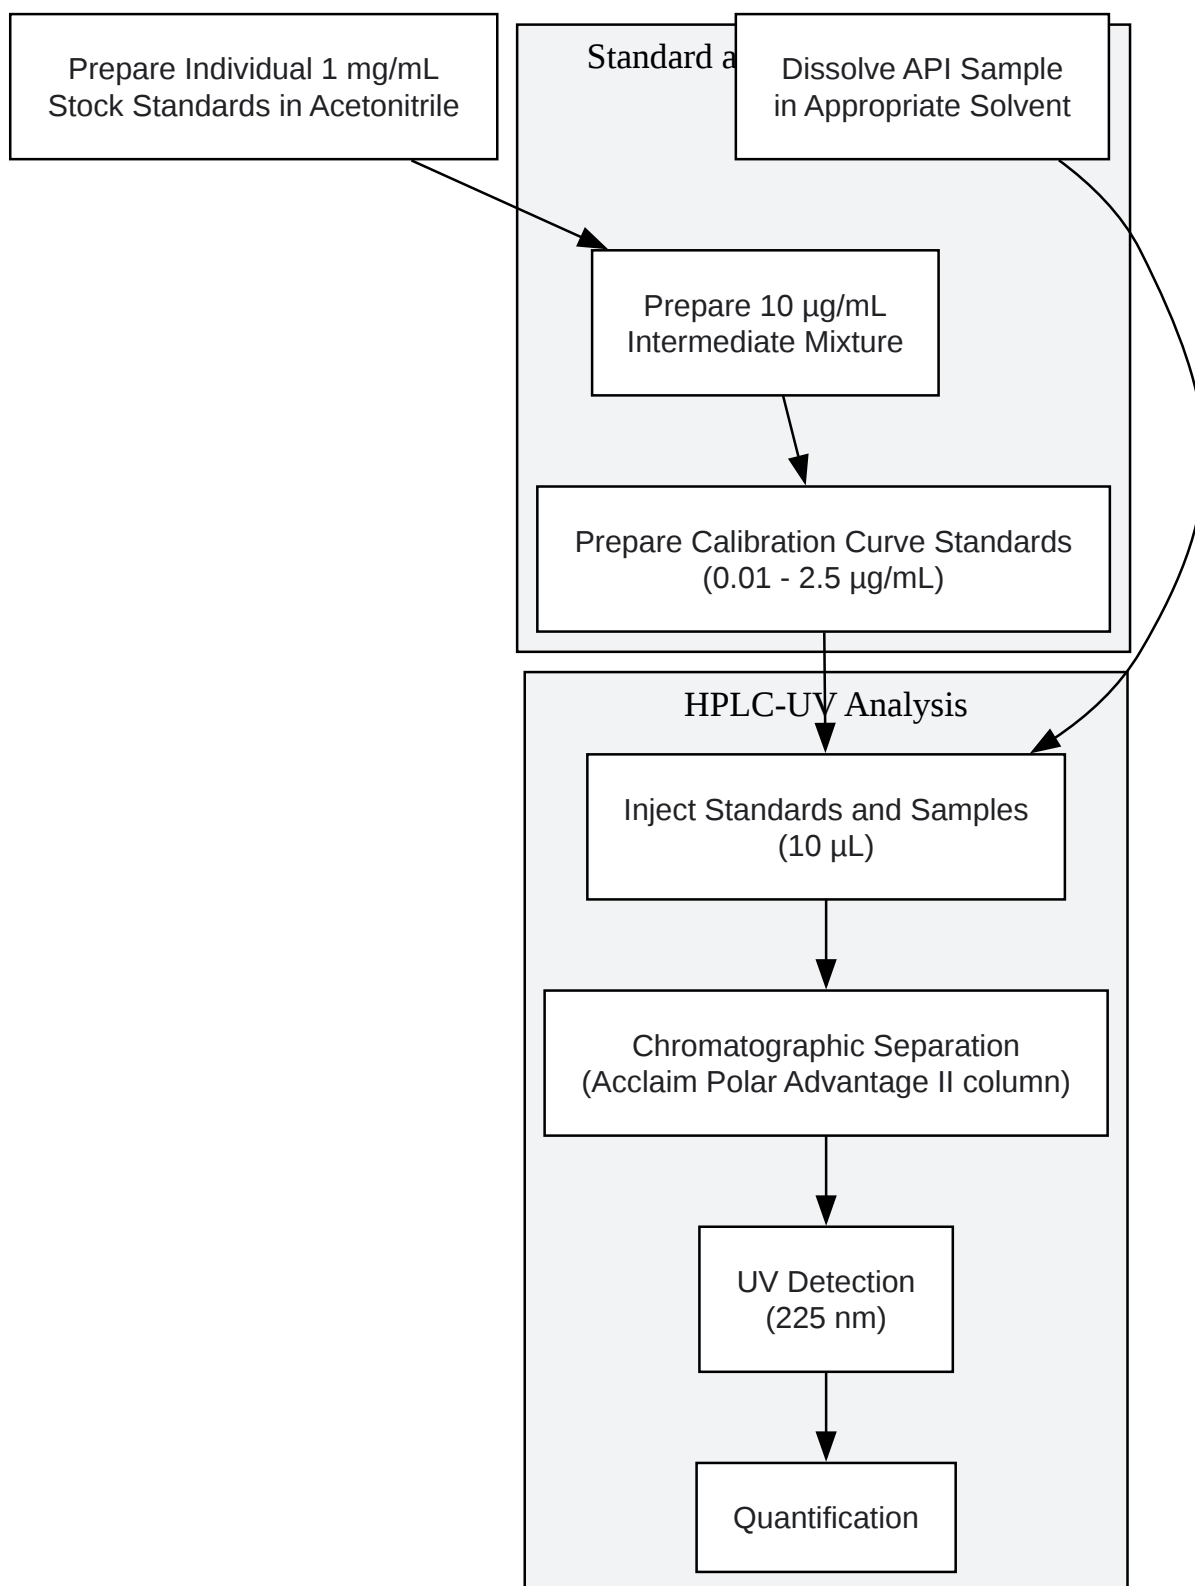 Prepare Individual 1 mg/mL
Stock Standards in Acetonitrile
Standard a
Dissolve API Sample
in Appropriate Solvent
Prepare 10 µg/mL
Intermediate Mixture
Prepare Calibration Curve Standards
(0.01 - 2.5 µg/mL)
HPLC-UV Analysis
Inject Standards and Samples
(10 µL)
Chromatographic Separation
(Acclaim Polar Advantage II column)
UV Detection
(225 nm)
Quantification